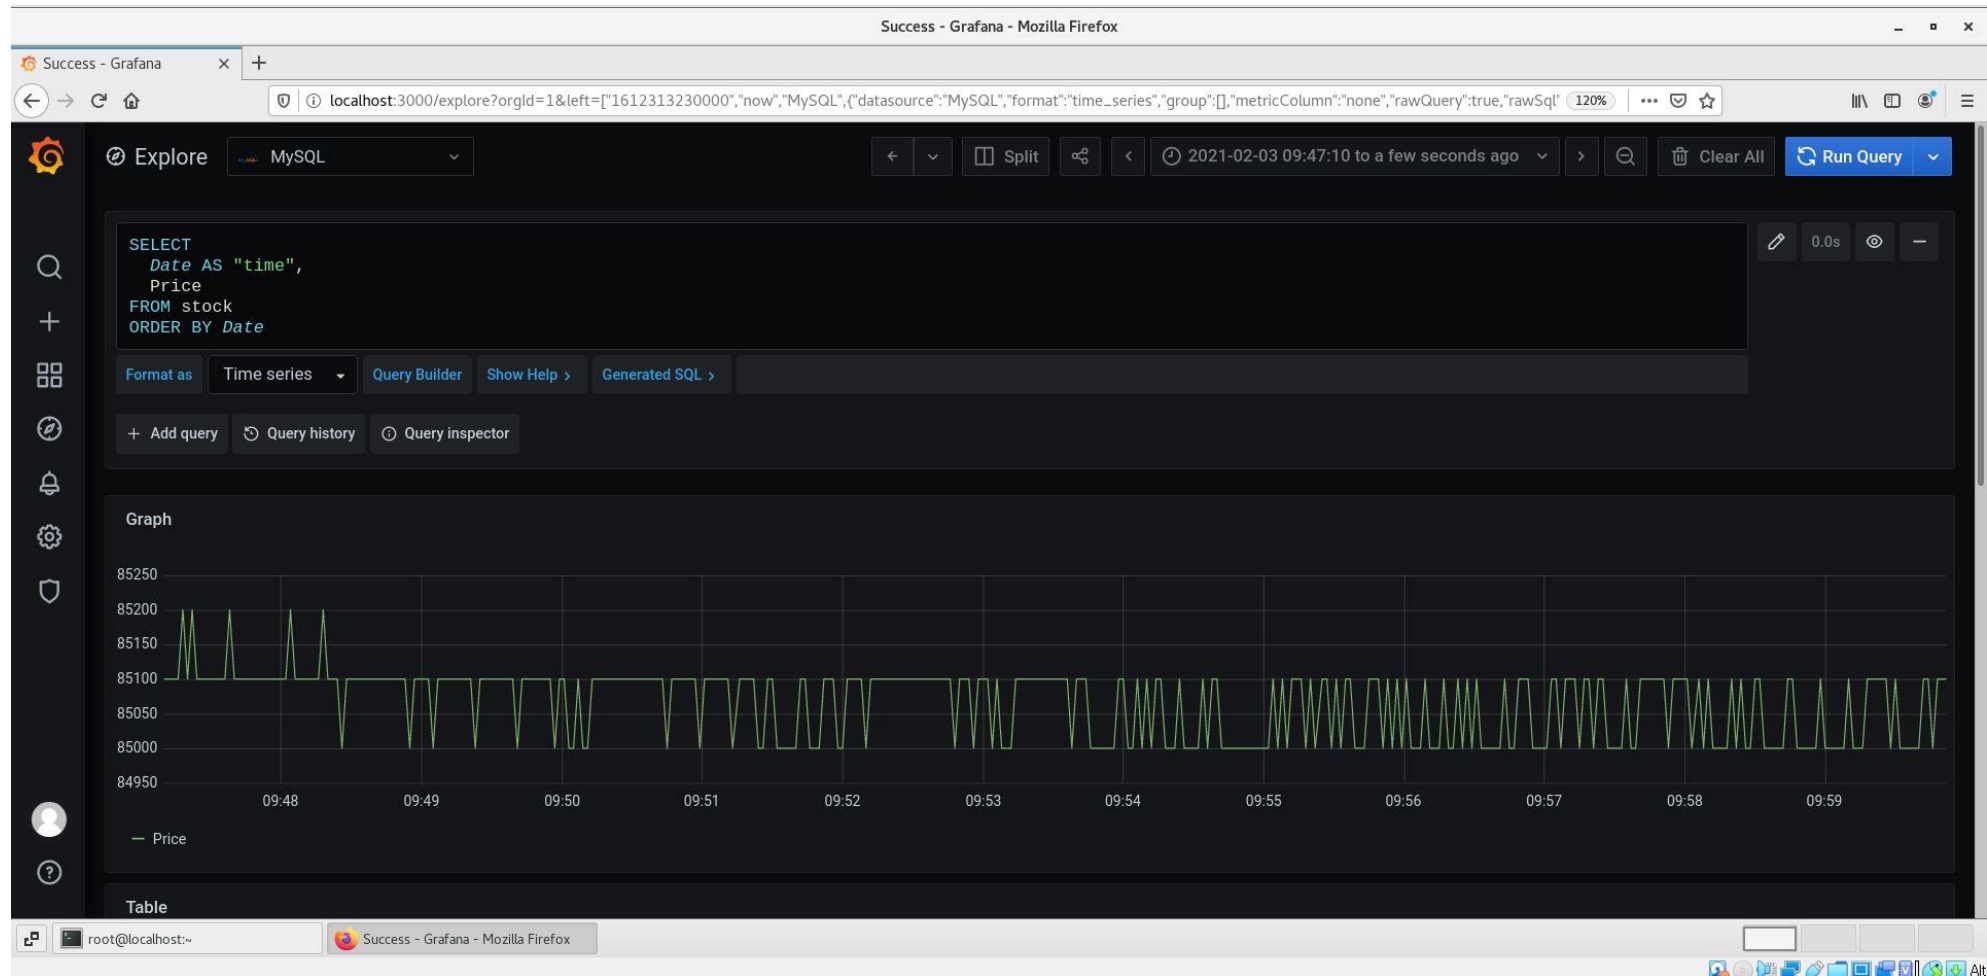 Success - Grafana - Mozilla Firefox
Success - Grafana
localhost:3000/explore?orgId=1&left=["1612313230000","now","MySQL",{"datasource":"MySQL","format":"time_series","group":[],"metricColumn":"none","rawQuery":true,"rawSql" 120%
Explore MySQL Split 2021-02-03 09:47:10 to a few seconds ago Clear All Run Query
SELECT
Date AS "time",
Price
FROM stock
ORDER BY Date
0.0s
Format as Time series Query Builder Show Help > Generated SQL >
+ Add query Query history Query inspector
Graph
85250
85200
85150
85100
85050
85000
84950
09:48 09:49 09:50 09:51 09:52 09:53 09:54 09:55 09:56 09:57 09:58 09:59
Price
Table
root@localhost:~ Success - Grafana - Mozilla Firefox
Alt